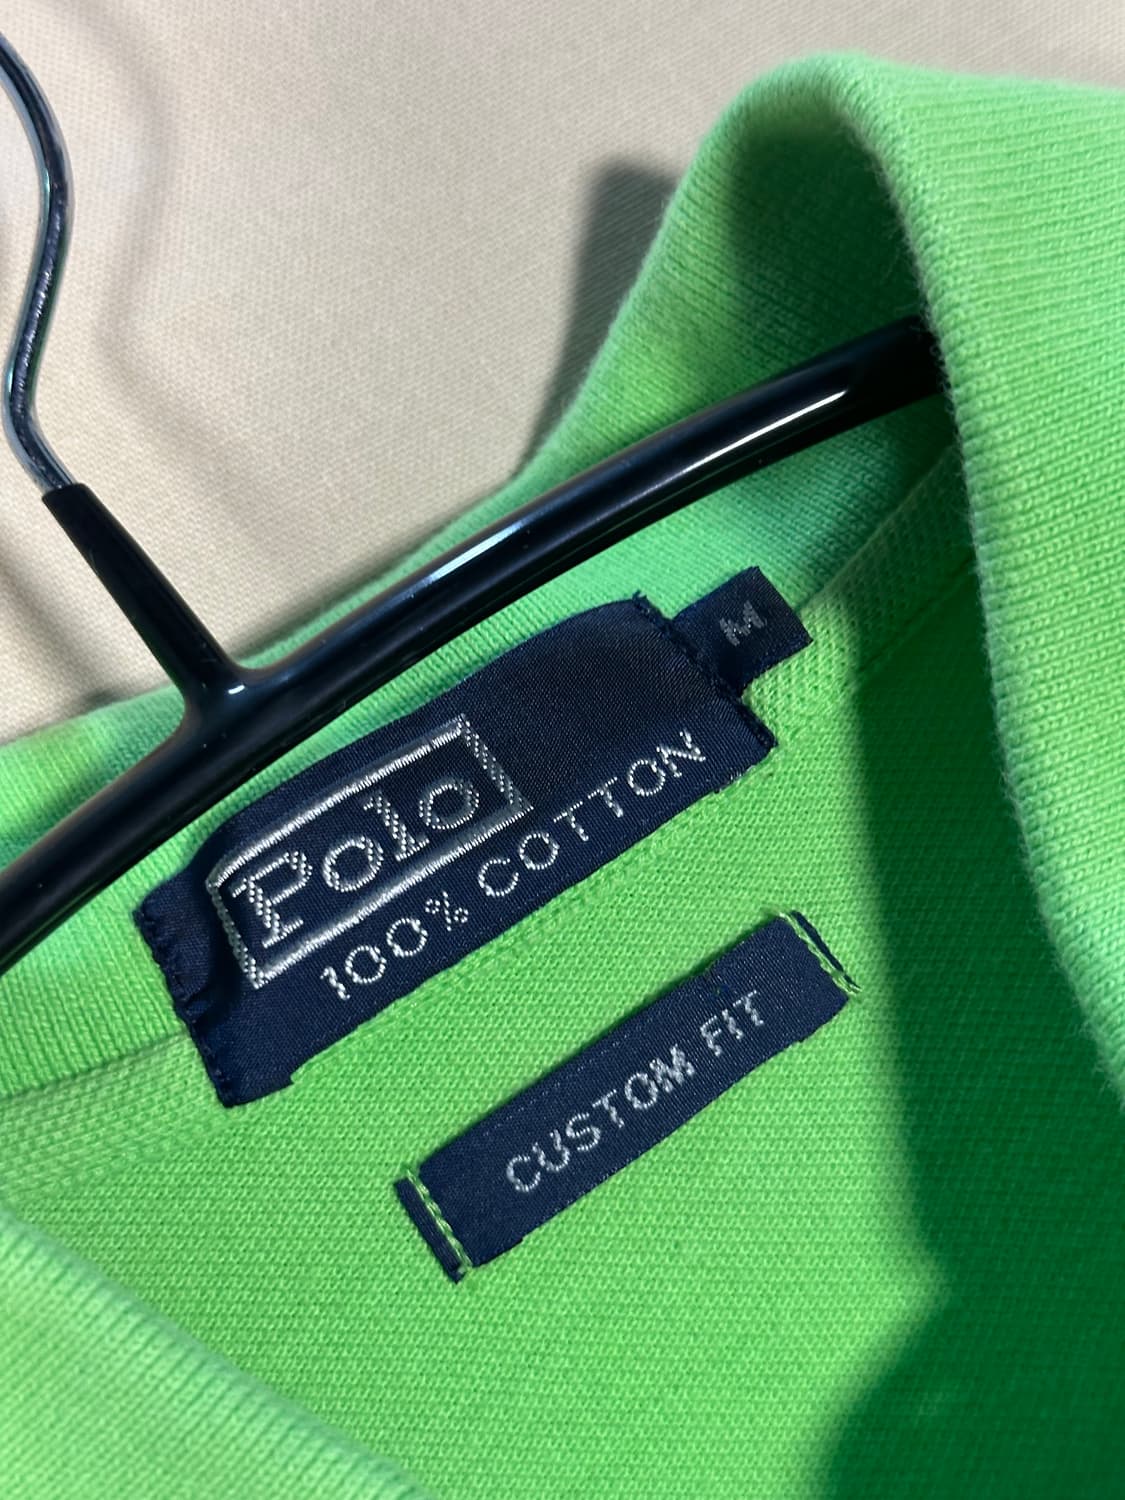 M
Polo
100% COTTON
CUSTOM FIT